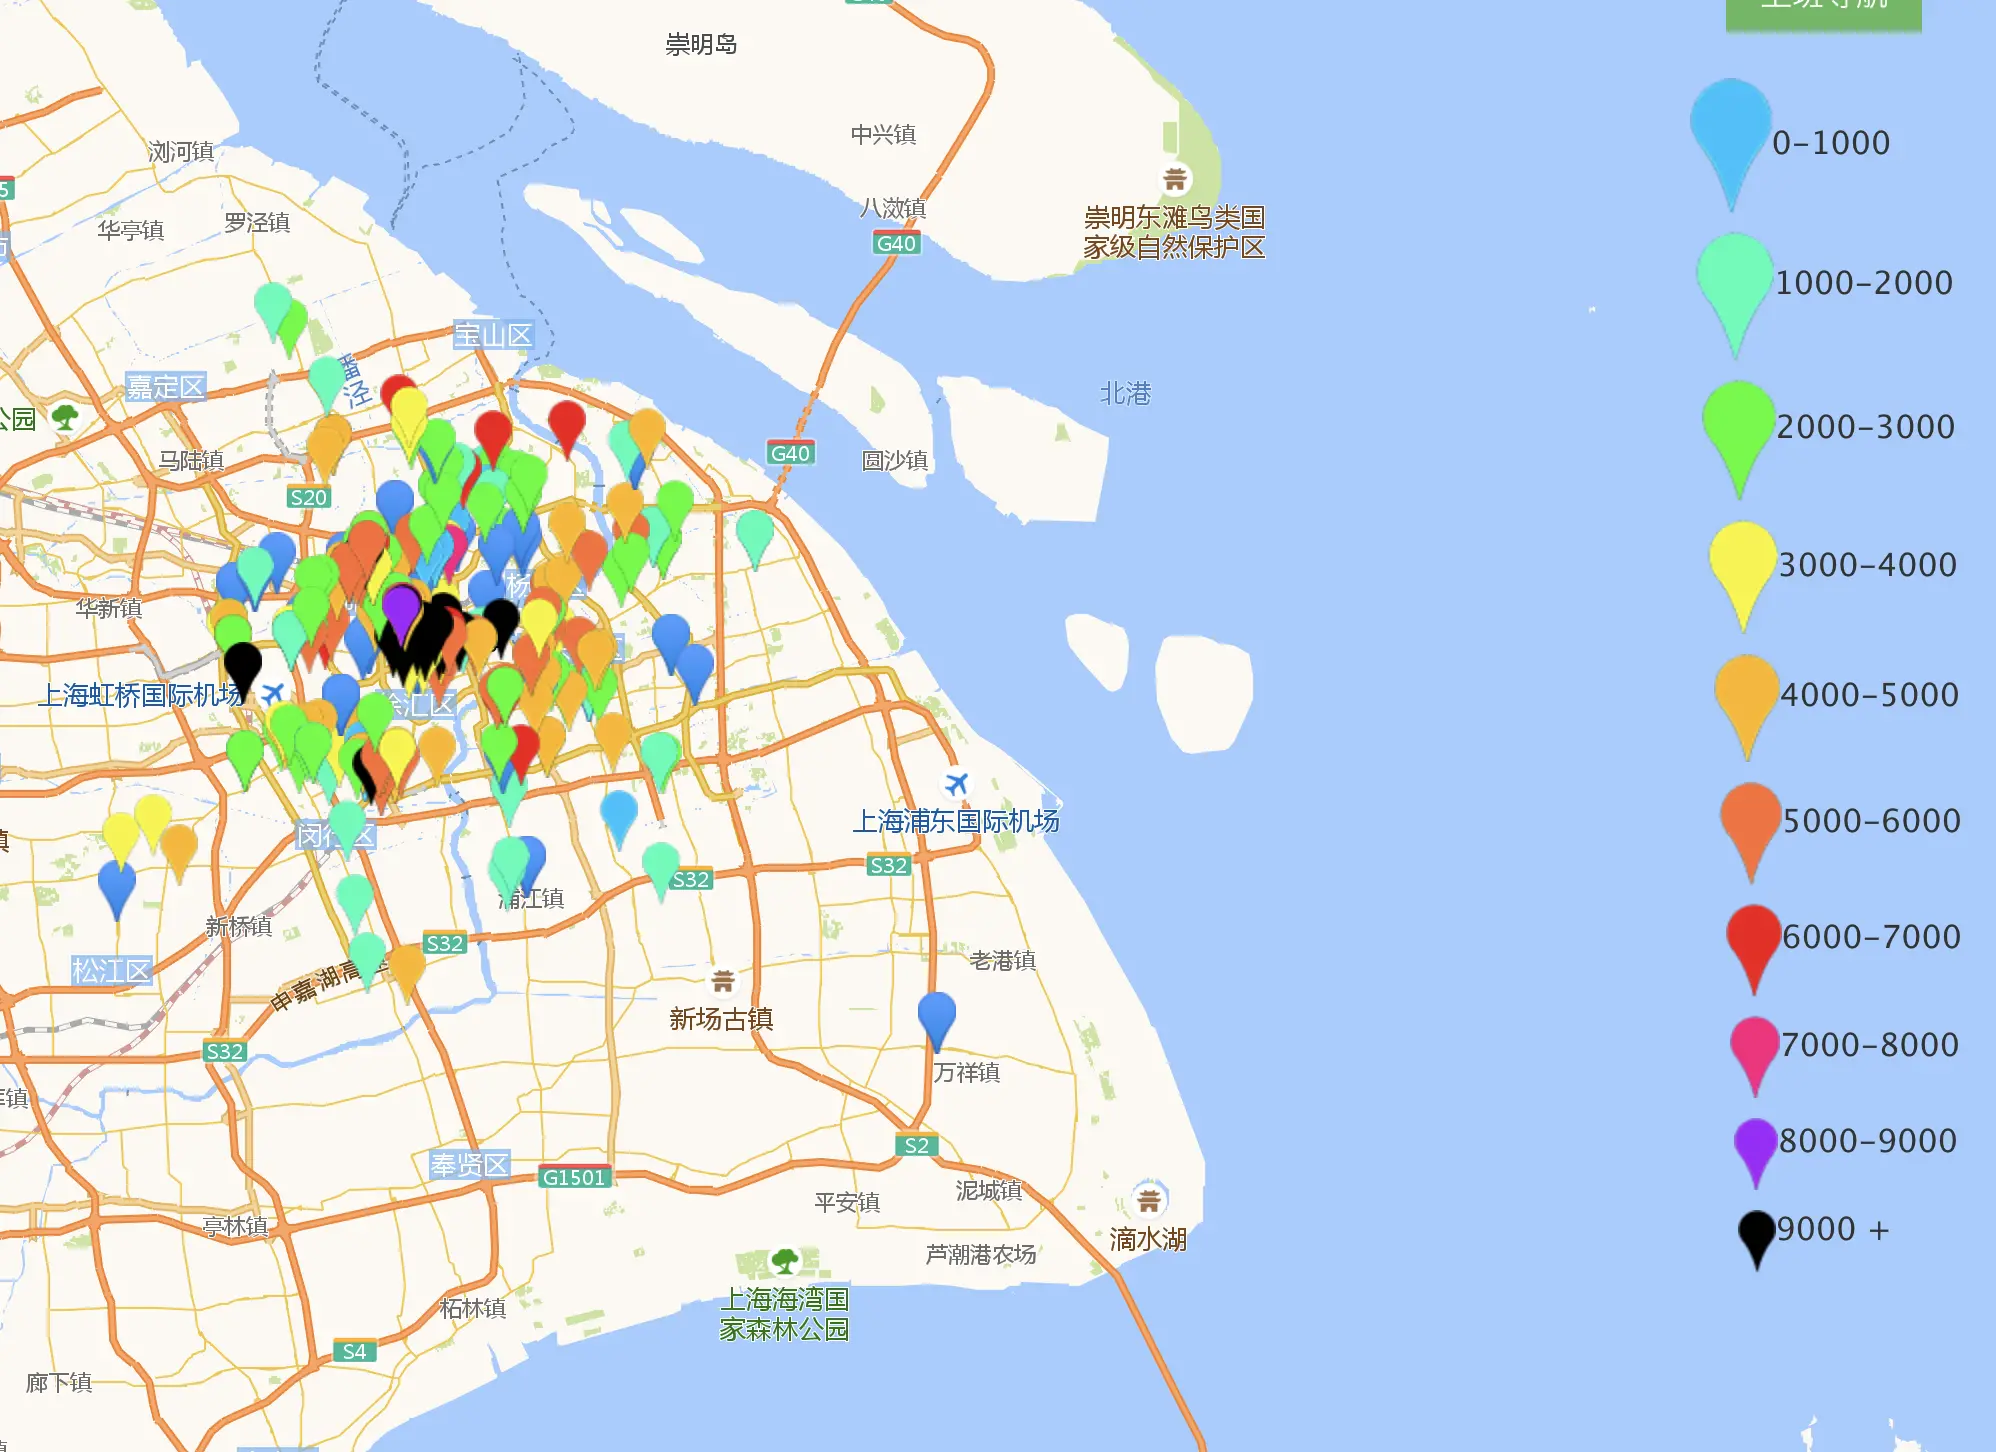 崇明岛
0-1000
中兴镇
浏河镇
八滧镇
华亭镇
罗泾镇
崇明东滩鸟类国
家级自然保护区
G40
1000-2000
宝山区
嘉定区
北港
2000-3000
公园
马陆镇
G40
圆沙镇
S20
3000-4000
华新镇
上海虹桥国际机场
徐汇区
4000-5000
上海浦东国际机场
5000-6000
闵行区
S32
S32
浦江镇
新桥镇
S32
6000-7000
松江区
老港镇
申嘉湖高
新场古镇
S32
7000-8000
万祥镇
S2
8000-9000
奉贤区
G1501
泥城镇
平安镇
亭林镇
9000 +
滴水湖
芦潮港农场
上海海湾国
家森林公园
柘林镇
S4
廊下镇